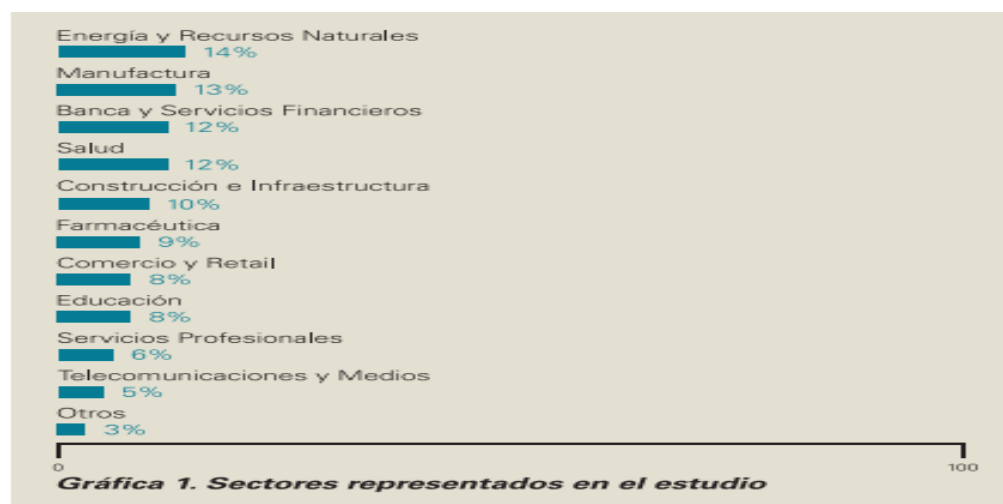 Energía y Recursos Naturales
14%
Manufactura
13%
Banca y Servicios Financieros
12%
Salud
12%
Construcción e Infraestructura
10%
Farmacéutica
9%
Comercio y Retail
8%
Educación
8%
Servicios Profesionales
6%
Telecomunicaciones y Medios
5%
Otros
3%
0 100
Gráfica 1. Sectores representados en el estudio